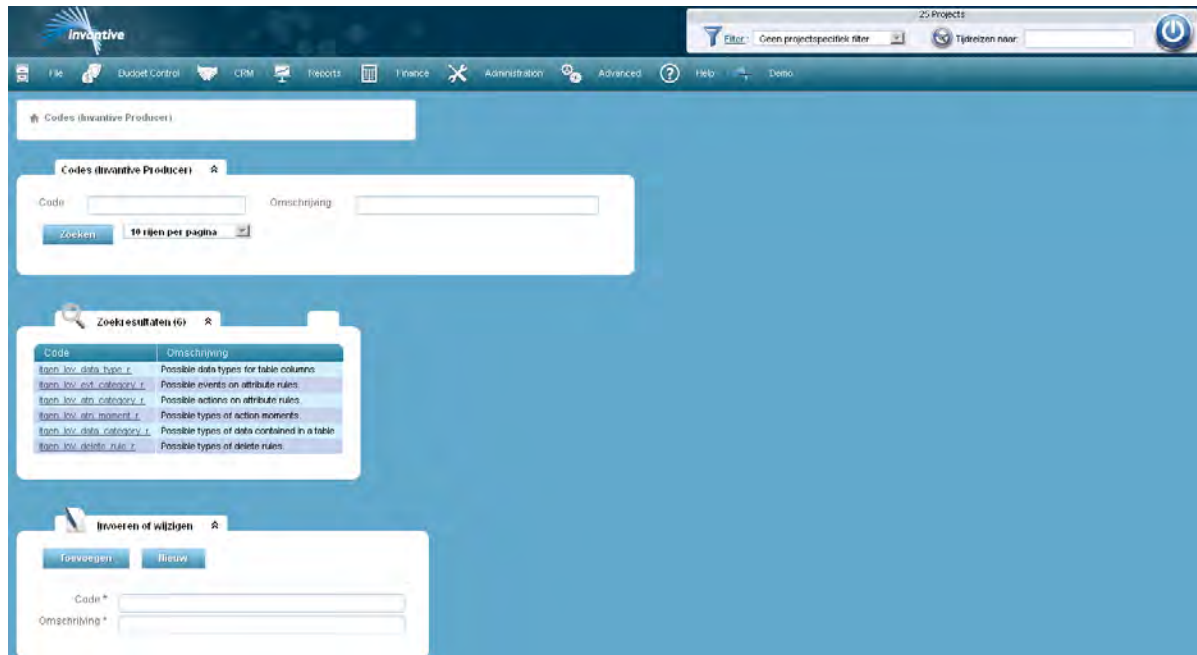 25 Projects
invantive
Filter: Geen projectspecifiek filter
Tijdreizen naar:
File Budget Control CRM Reports Finance Administration Advanced Help Demo
Codes (Invantive Producer)
Codes (Invantive Producer)
Code Omschrijving
Zoeken 10 rijen per pagina
Zoekresultaten (6)
Code Omschrijving
itgen_lov_data_type_r Possible data types for table columns
itgen_lov_evt_category_r Possible events on attribute rules.
itgen_lov_atn_category_r Possible actions on attribute rules.
itgen_lov_atn_moment_r Possible types of action moments.
itgen_lov_data_category_r Possible types of data contained in a table
itgen_lov_delete_rule_r Possible types of delete rules.
Invoeren of wijzigen
Toevoegen Nieuw
Code *
Omschrijving *